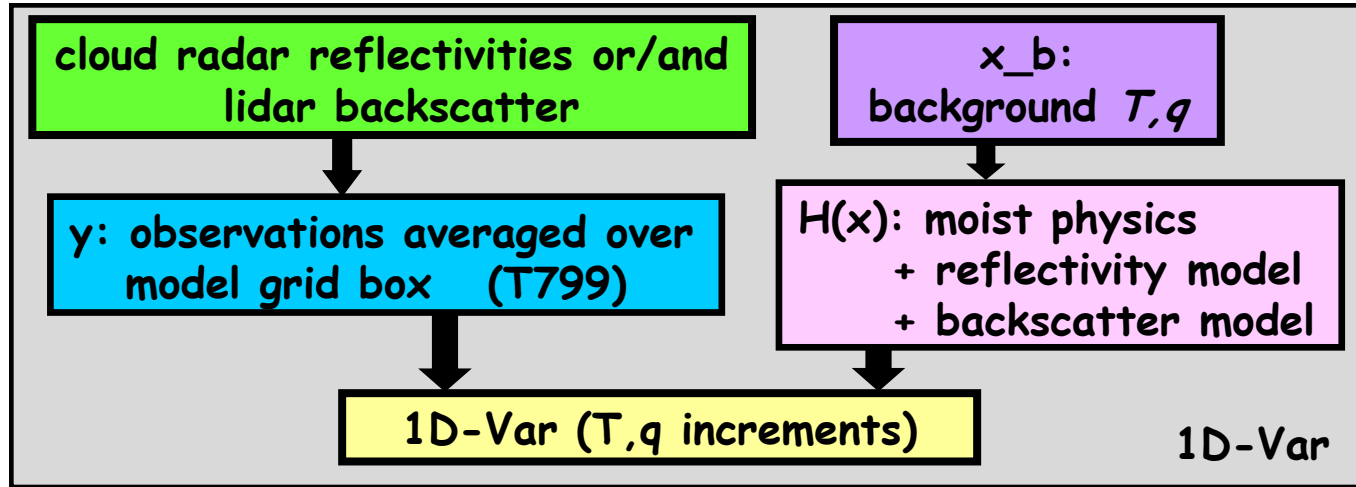 cloud radar reflectivities or/and
lidar backscatter
x_b:
background T,q
y: observations averaged over
model grid box (T799)
H(x): moist physics
+ reflectivity model
+ backscatter model
1D-Var (T,q increments)
1D-Var